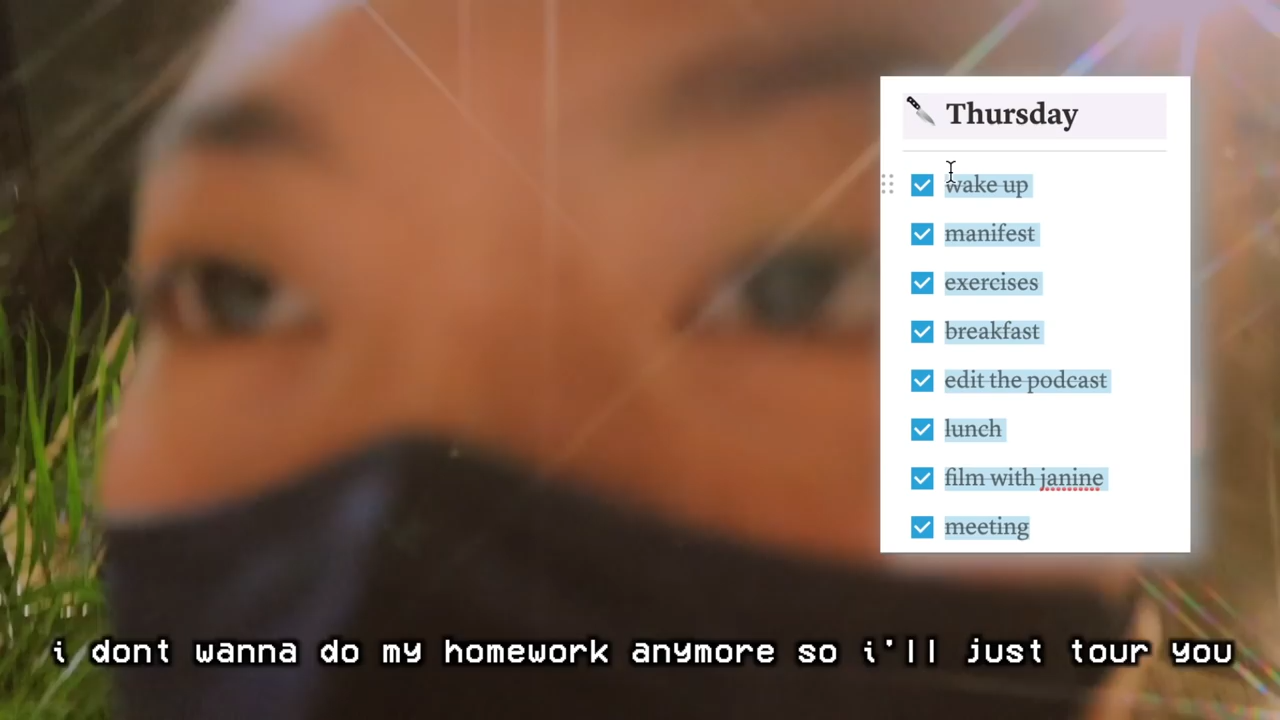 🔪 Thursday
wake up
manifest
exercises
breakfast
edit the podcast
lunch
film with janine
meeting
i dont wanna do my homework anymore so i'll just tour you